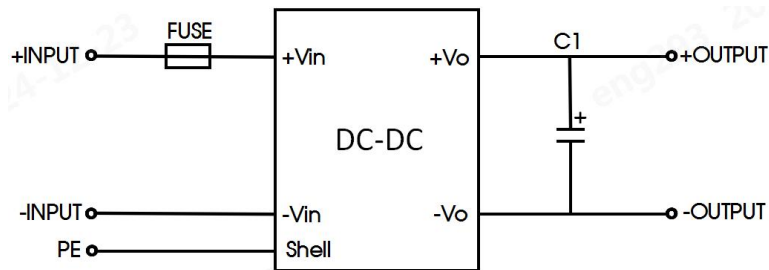 FUSE
C1
+INPUT
+Vin
+Vo
+OUTPUT
+
DC-DC
-INPUT
-Vin
-Vo
-OUTPUT
PE
Shell